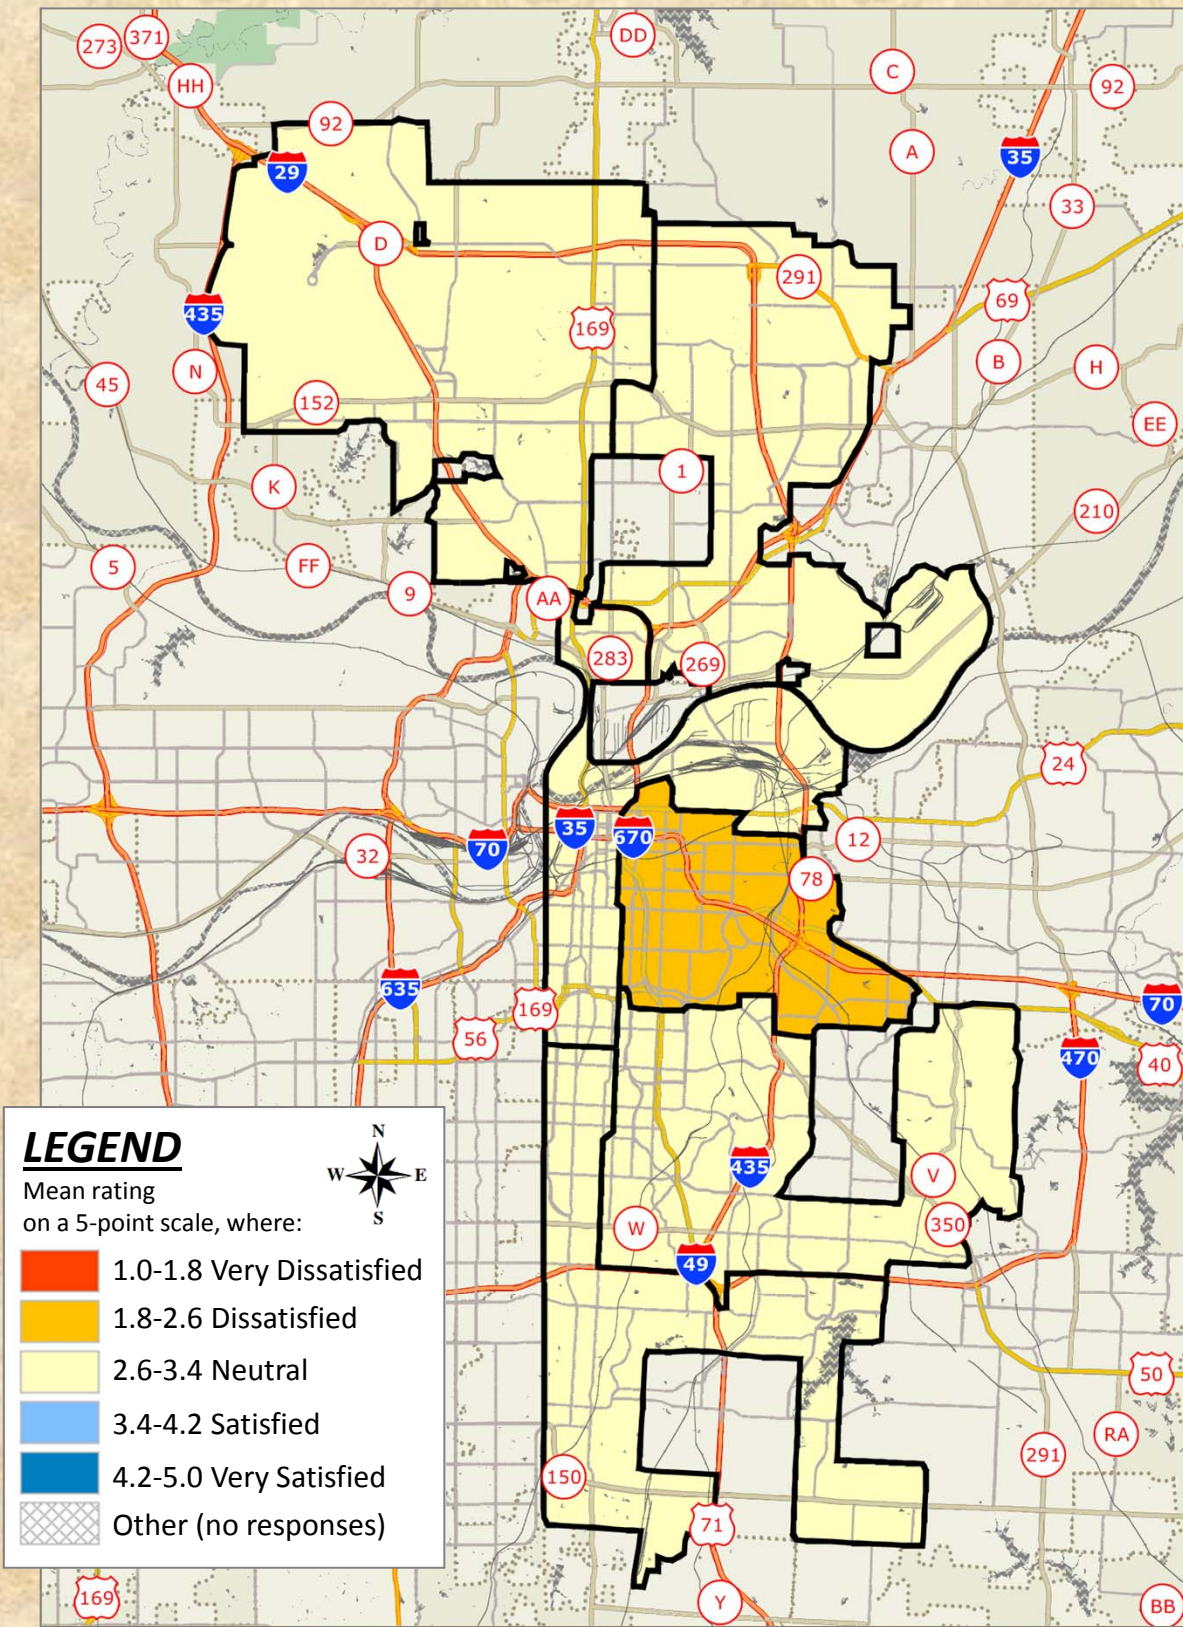 273
371
DD
C
HH
92
92
A
35
29
33
D
291
69
435
169
B
N
45
H
152
EE
1
K
210
5
FF
9
AA
283
269
24
35
670
12
70
32
78
635
169
70
56
470
40
435
V
350
W
49
50
RA
291
150
71
Y
169
BB
LEGEND
N
W E
S
Mean rating
on a 5-point scale, where:
1.0-1.8 Very Dissatisfied
1.8-2.6 Dissatisfied
2.6-3.4 Neutral
3.4-4.2 Satisfied
4.2-5.0 Very Satisfied
Other (no responses)